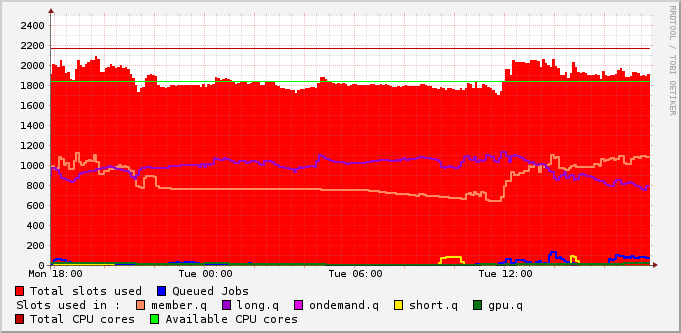 2400
2200
2000
1800
1600
1400
1200
1000
800
600
400
200
0
Mon 18:00 Tue 00:00 Tue 06:00 Tue 12:00
RRDTOOL / TOBI OETIKER
Total slots used Queued Jobs
Slots used in : member.q long.q ondemand.q short.q gpu.q
Total CPU cores Available CPU cores